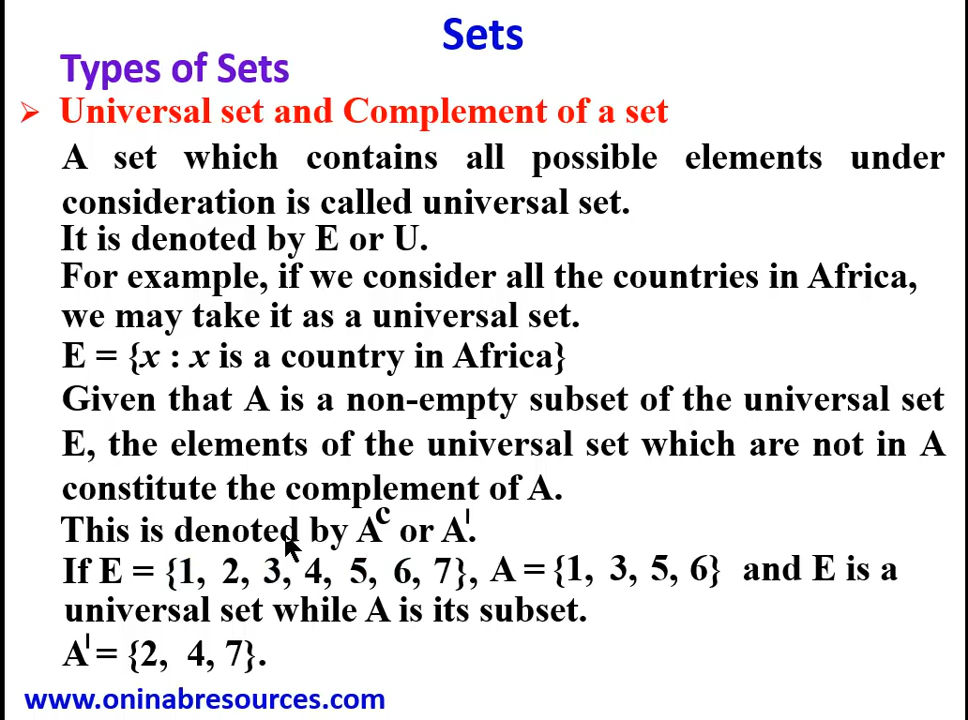 Sets
Types of Sets
➢ Universal set and Complement of a set
A set which contains all possible elements under
consideration is called universal set.
It is denoted by E or U.
For example, if we consider all the countries in Africa,
we may take it as a universal set.
E = {x : x is a country in Africa}
Given that A is a non-empty subset of the universal set
E, the elements of the universal set which are not in A
constitute the complement of A.
This is denoted by Aᶜ or A'.
If E = {1, 2, 3, 4, 5, 6, 7}, A = {1, 3, 5, 6} and E is a
universal set while A is its subset.
A' = {2, 4, 7}.
www.oninabresources.com